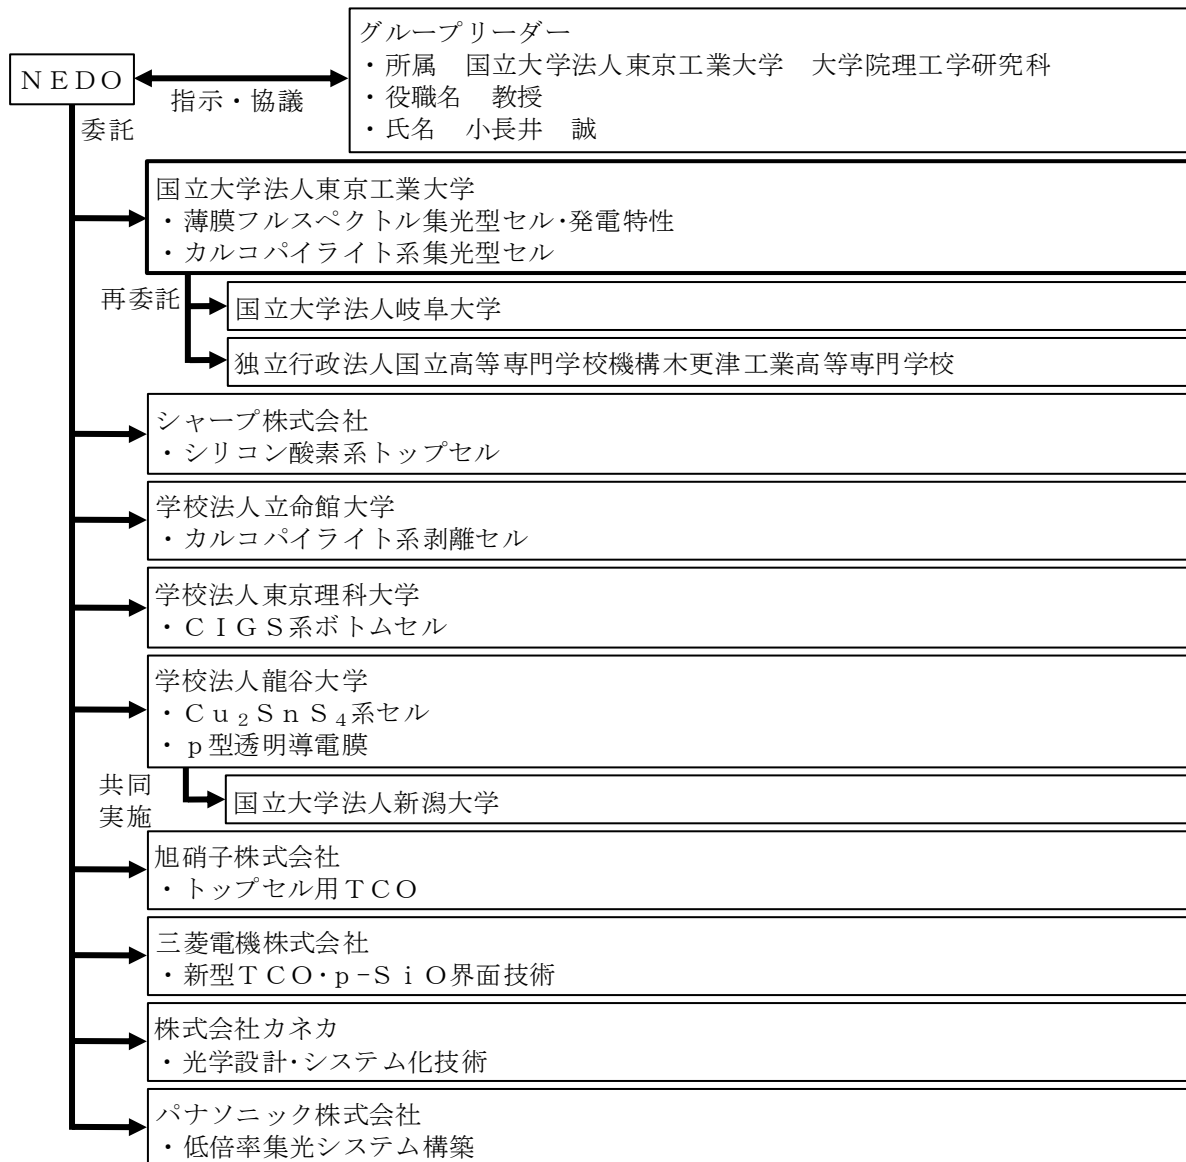 グループリーダー
・所属　国立大学法人東京工業大学　大学院理工学研究科
・役職名　教授
・氏名　小長井　誠
ＮＥＤＯ
指示・協議
委託
国立大学法人東京工業大学
・薄膜フルスペクトル集光型セル・発電特性
・カルコパイライト系集光型セル
再委託
国立大学法人岐阜大学
独立行政法人国立高等専門学校機構木更津工業高等専門学校
シャープ株式会社
・シリコン酸素系トップセル
学校法人立命館大学
・カルコパイライト系剥離セル
学校法人東京理科大学
・ＣＩＧＳ系ボトムセル
学校法人龍谷大学
・Ｃｕ₂ＳｎＳ₄系セル
・ｐ型透明導電膜
共同
実施
国立大学法人新潟大学
旭硝子株式会社
・トップセル用ＴＣＯ
三菱電機株式会社
・新型ＴＣＯ・ｐ-ＳｉＯ界面技術
株式会社カネカ
・光学設計・システム化技術
パナソニック株式会社
・低倍率集光システム構築